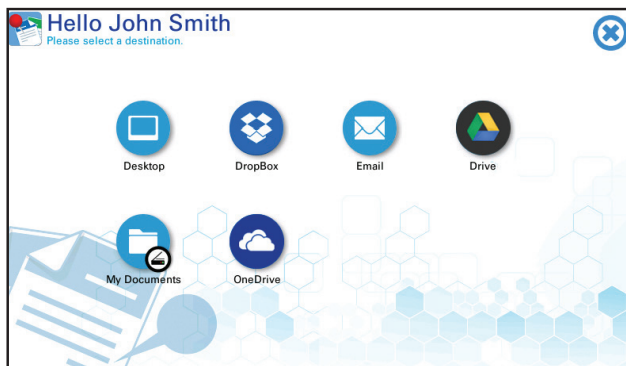 Hello John Smith
Please select a destination.
Desktop
DropBox
Email
Drive
My Documents
OneDrive